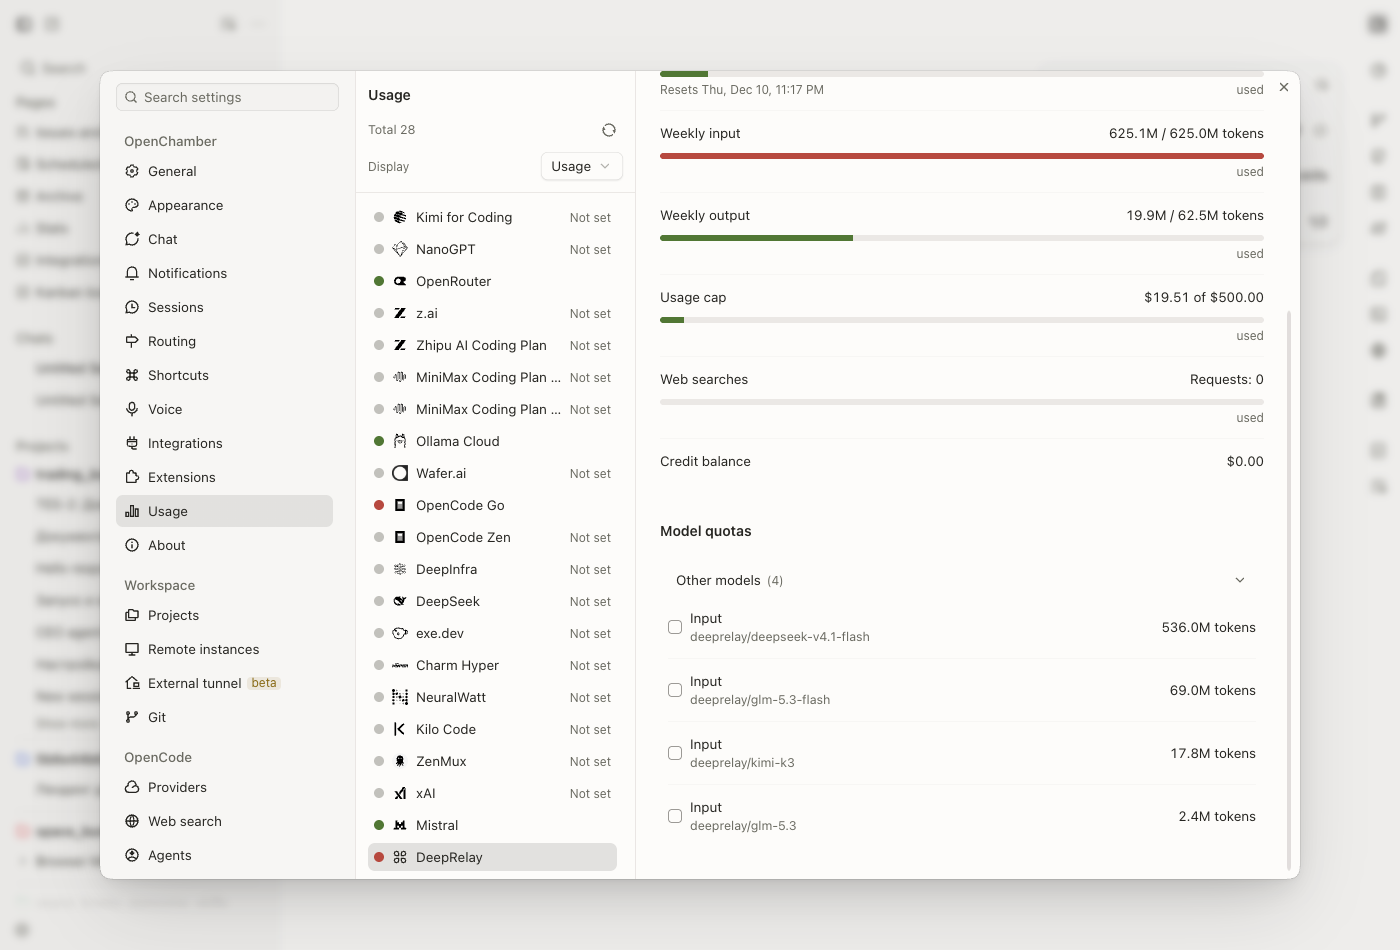 Search settings
OpenChamber
General
Appearance
Chat
Notifications
Sessions
Routing
Shortcuts
Voice
Integrations
Extensions
Usage
About
Workspace
Projects
Remote instances
External tunnel beta
Git
OpenCode
Providers
Web search
Agents
Usage
Total 28
Display Usage
Kimi for Coding Not set
NanoGPT Not set
OpenRouter
z.ai Not set
Zhipu AI Coding Plan Not set
MiniMax Coding Plan ... Not set
MiniMax Coding Plan ... Not set
Ollama Cloud
Wafer.ai Not set
OpenCode Go
OpenCode Zen Not set
DeepInfra Not set
DeepSeek Not set
exe.dev Not set
Charm Hyper Not set
NeuralWatt Not set
Kilo Code Not set
ZenMux Not set
xAI Not set
Mistral
DeepRelay
Resets Thu, Dec 10, 11:17 PM used
Weekly input 625.1M / 625.0M tokens
used
Weekly output 19.9M / 62.5M tokens
used
Usage cap $19.51 of $500.00
used
Web searches Requests: 0
used
Credit balance $0.00
Model quotas
Other models (4)
Input
deeprelay/deepseek-v4.1-flash 536.0M tokens
Input
deeprelay/glm-5.3-flash 69.0M tokens
Input
deeprelay/kimi-k3 17.8M tokens
Input
deeprelay/glm-5.3 2.4M tokens
Search
Pages
Archive
Stats
Chats
Projects